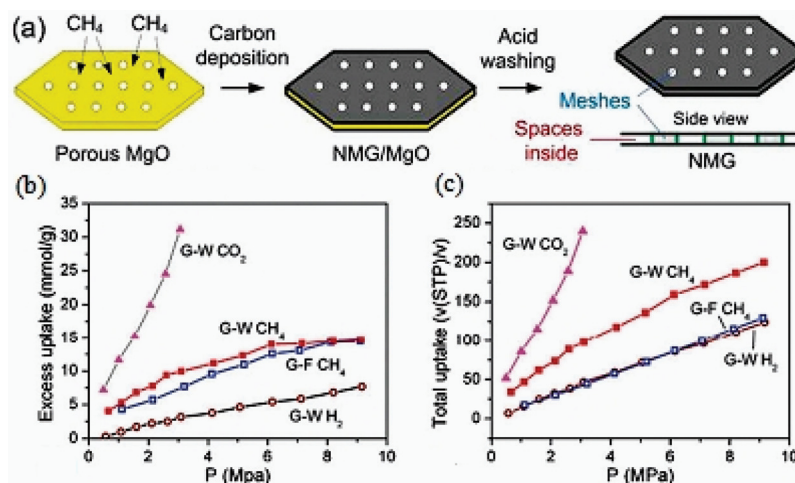 (a)
CH4 CH4
Carbon deposition
Acid washing
Porous MgO
NMG/MgO
Meshes
Side view
Spaces inside
NMG
(b)
Excess uptake (mmol/g)
35
30
25
20
15
10
5
0
G-W CO2
G-W CH4
G-F CH4
G-W H2
0 2 4 6 8 10
P (Mpa)
(c)
Total uptake (v(STP)/v)
250
200
150
100
50
0
G-W CO2
G-W CH4
G-F CH4
G-W H2
0 2 4 6 8 10
P (MPa)